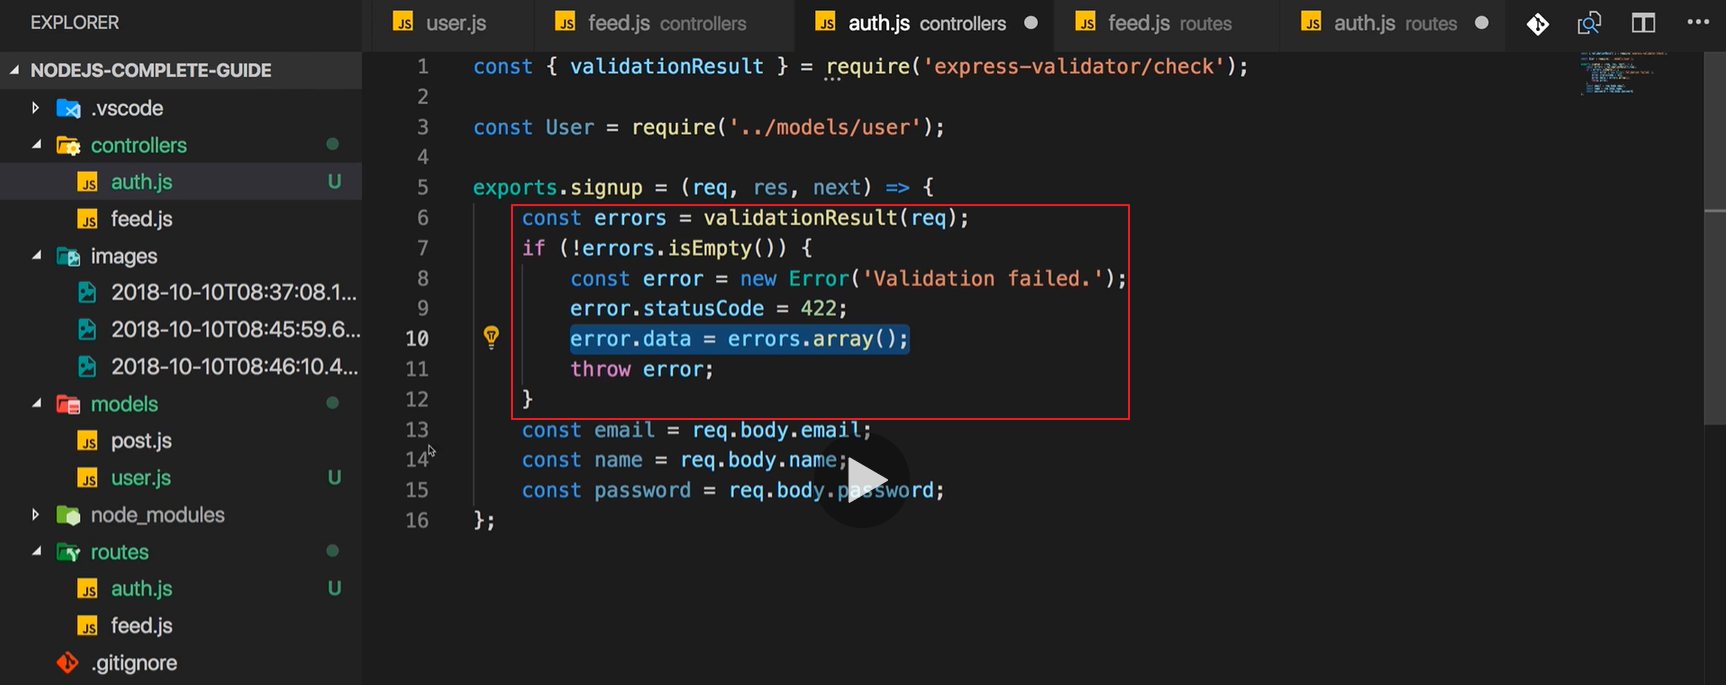 EXPLORER
JS user.js
JS feed.js controllers
JS auth.js controllers
JS feed.js routes
JS auth.js routes
NODEJS-COMPLETE-GUIDE
.vscode
controllers
JS auth.js U
JS feed.js
images
2018-10-10T08:37:08.1...
2018-10-10T08:45:59.6...
2018-10-10T08:46:10.4...
models
JS post.js
JS user.js U
node_modules
routes
JS auth.js U
JS feed.js
.gitignore
1 const { validationResult } = require('express-validator/check');
2
3 const User = require('../models/user');
4
5 exports.signup = (req, res, next) => {
6 const errors = validationResult(req);
7 if (!errors.isEmpty()) {
8 const error = new Error('Validation failed.');
9 error.statusCode = 422;
10 error.data = errors.array();
11 throw error;
12 }
13 const email = req.body.email;
14 const name = req.body.name;
15 const password = req.body.password;
16 };